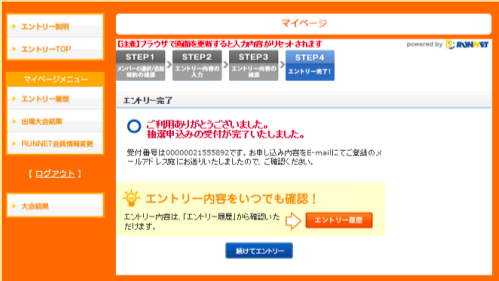 エントリー説明
エントリーTOP
マイページメニュー
エントリー履歴
出場大会結果
RUNNET会員情報変更
【 ログアウト 】
大会結果
マイページ
【注意】ブラウザで画面を更新すると入力内容がリセットされます
powered by RUNNET
STEP1
メンバーの選択/追加
規約の確認
STEP2
エントリー内容の
入力
STEP3
エントリー内容の
確認
STEP4
エントリー完了!
エントリー完了
ご利用ありがとうございました。
抽選申込みの受付が完了いたしました。
受付番号は00000021555892です。お申し込み内容をE-mailにてご登録のメ
ールアドレス宛にお送りいたしましたので、ご確認ください。
エントリー内容をいつでも確認!
エントリー内容は、「エントリー履歴」から確認いた
だけます。
エントリー履歴
続けてエントリー